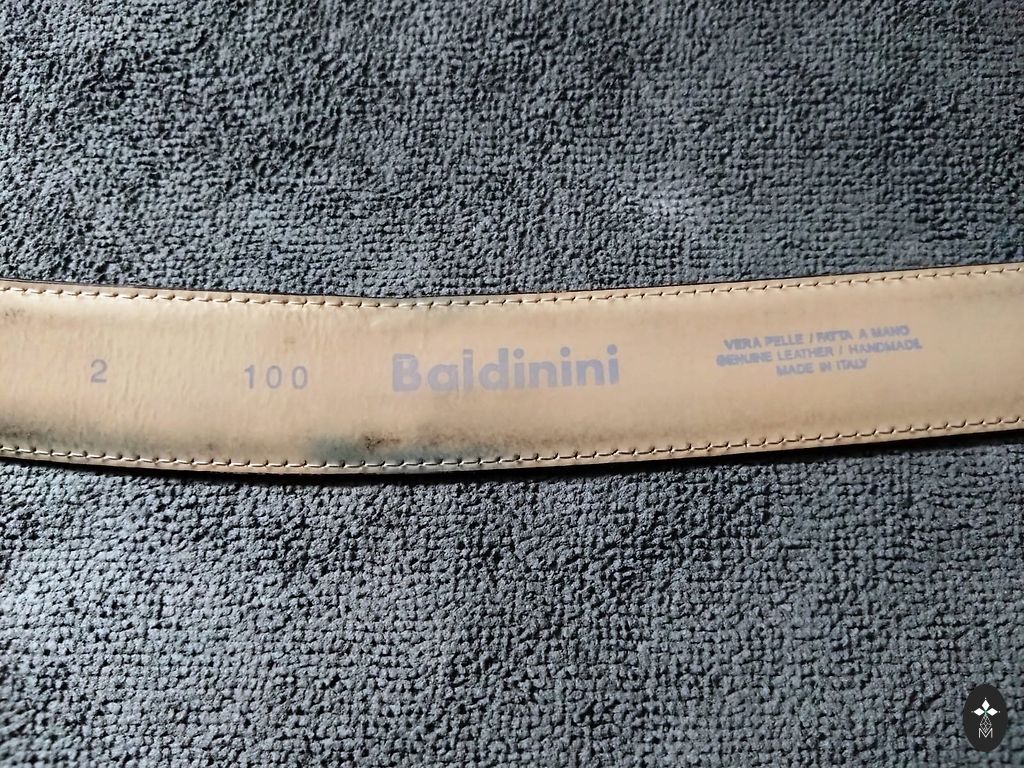 2 100 Baldinini
VERA PELLE / FATTA A MANO
GENUINE LEATHER / HANDMADE
MADE IN ITALY
M